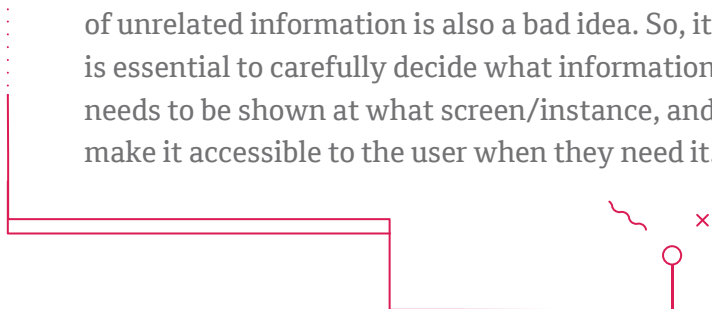 of unrelated information is also a bad idea. So, it
is essential to carefully decide what information
needs to be shown at what screen/instance, and
make it accessible to the user when they need it.